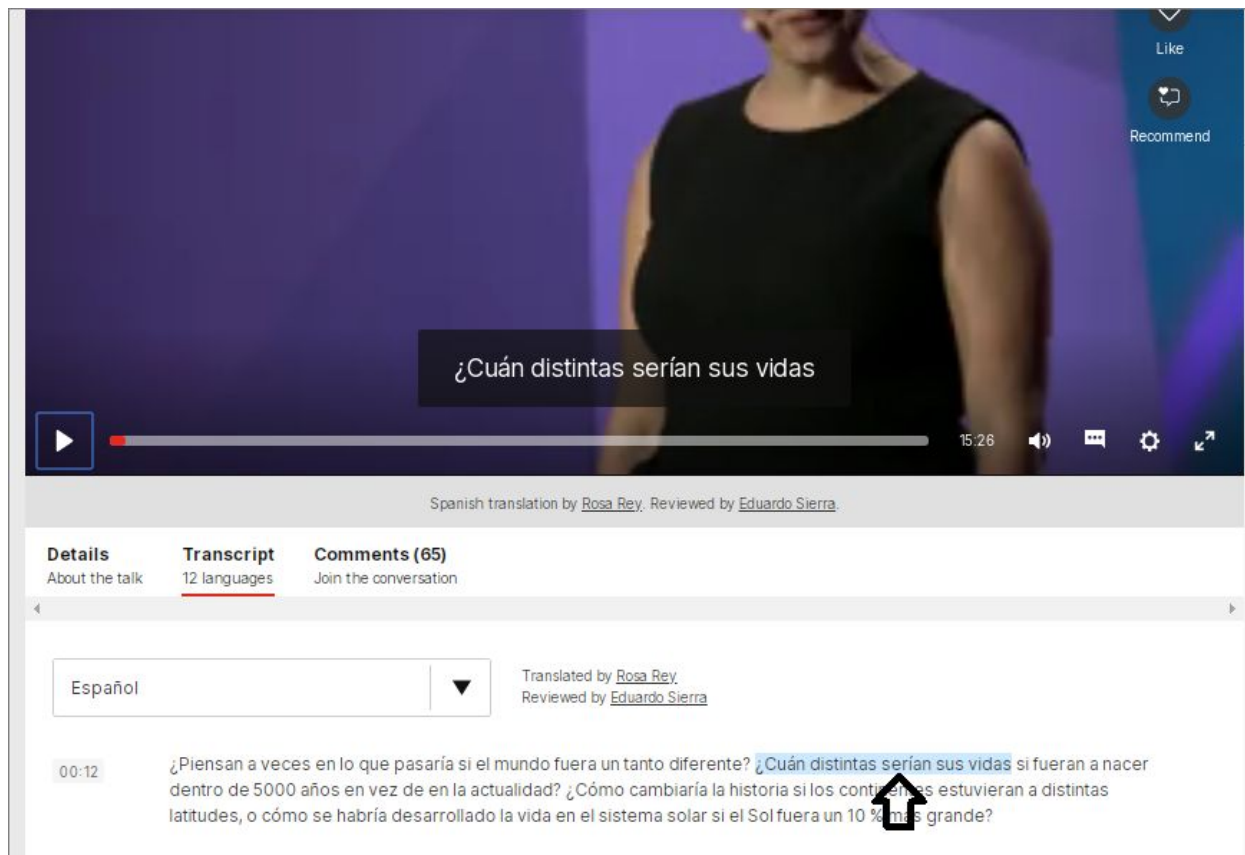 Like
Recommend
¿Cuán distintas serían sus vidas
15:26
Spanish translation by Rosa Rey. Reviewed by Eduardo Sierra.
Details Transcript Comments (65)
About the talk 12 languages Join the conversation
Español
Translated by Rosa Rey
Reviewed by Eduardo Sierra
00:12
¿Piensan a veces en lo que pasaría si el mundo fuera un tanto diferente? ¿Cuán distintas serían sus vidas si fueran a nacer
dentro de 5000 años en vez de en la actualidad? ¿Cómo cambiaría la historia si los continentes estuvieran a distintas
latitudes, o cómo se habría desarrollado la vida en el sistema solar si el Sol fuera un 10 % más grande?